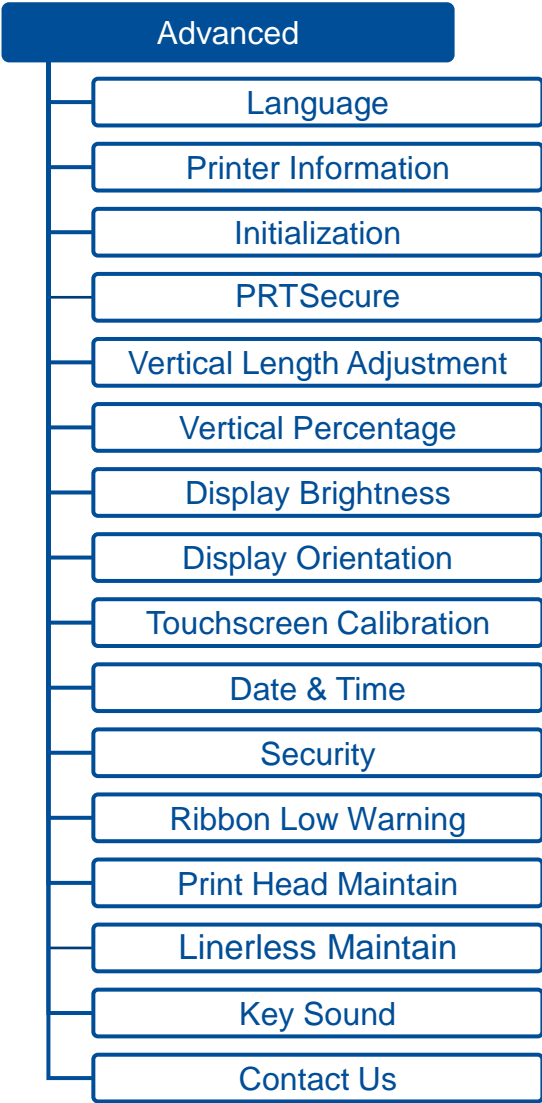 Advanced
Language
Printer Information
Initialization
PRTSecure
Vertical Length Adjustment
Vertical Percentage
Display Brightness
Display Orientation
Touchscreen Calibration
Date & Time
Security
Ribbon Low Warning
Print Head Maintain
Linerless Maintain
Key Sound
Contact Us